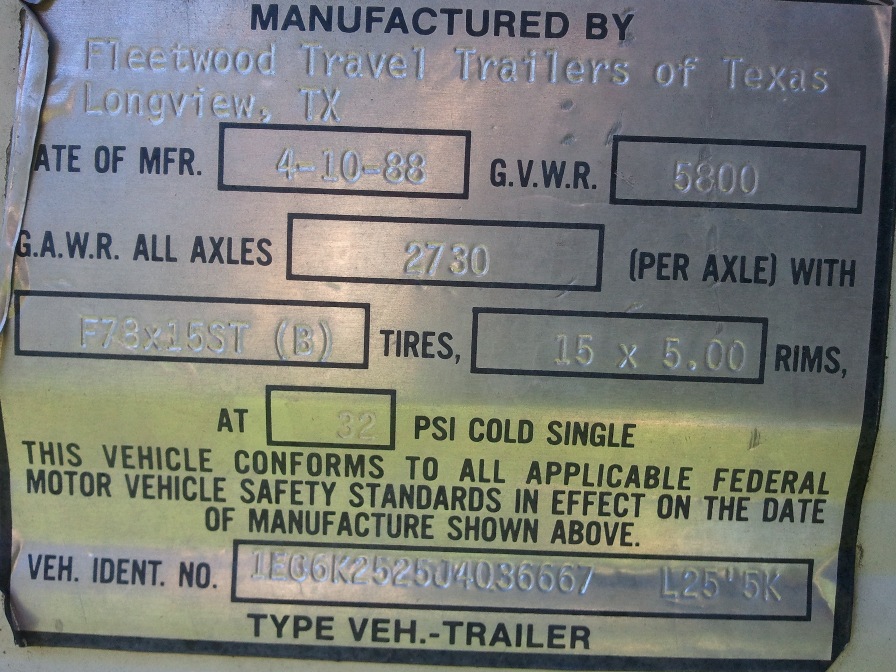 MANUFACTURED BY
Fleetwood Travel Trailers of Texas
Longview, TX
ATE OF MFR. 4-10-88 G.V.W.R. 5800
G.A.W.R. ALL AXLES 2730 (PER AXLE) WITH
F78x15ST (B) TIRES, 15 x 5.00 RIMS,
AT 32 PSI COLD SINGLE
THIS VEHICLE CONFORMS TO ALL APPLICABLE FEDERAL
MOTOR VEHICLE SAFETY STANDARDS IN EFFECT ON THE DATE
OF MANUFACTURE SHOWN ABOVE.
VEH. IDENT. NO. L25"5K
TYPE VEH.-TRAILER